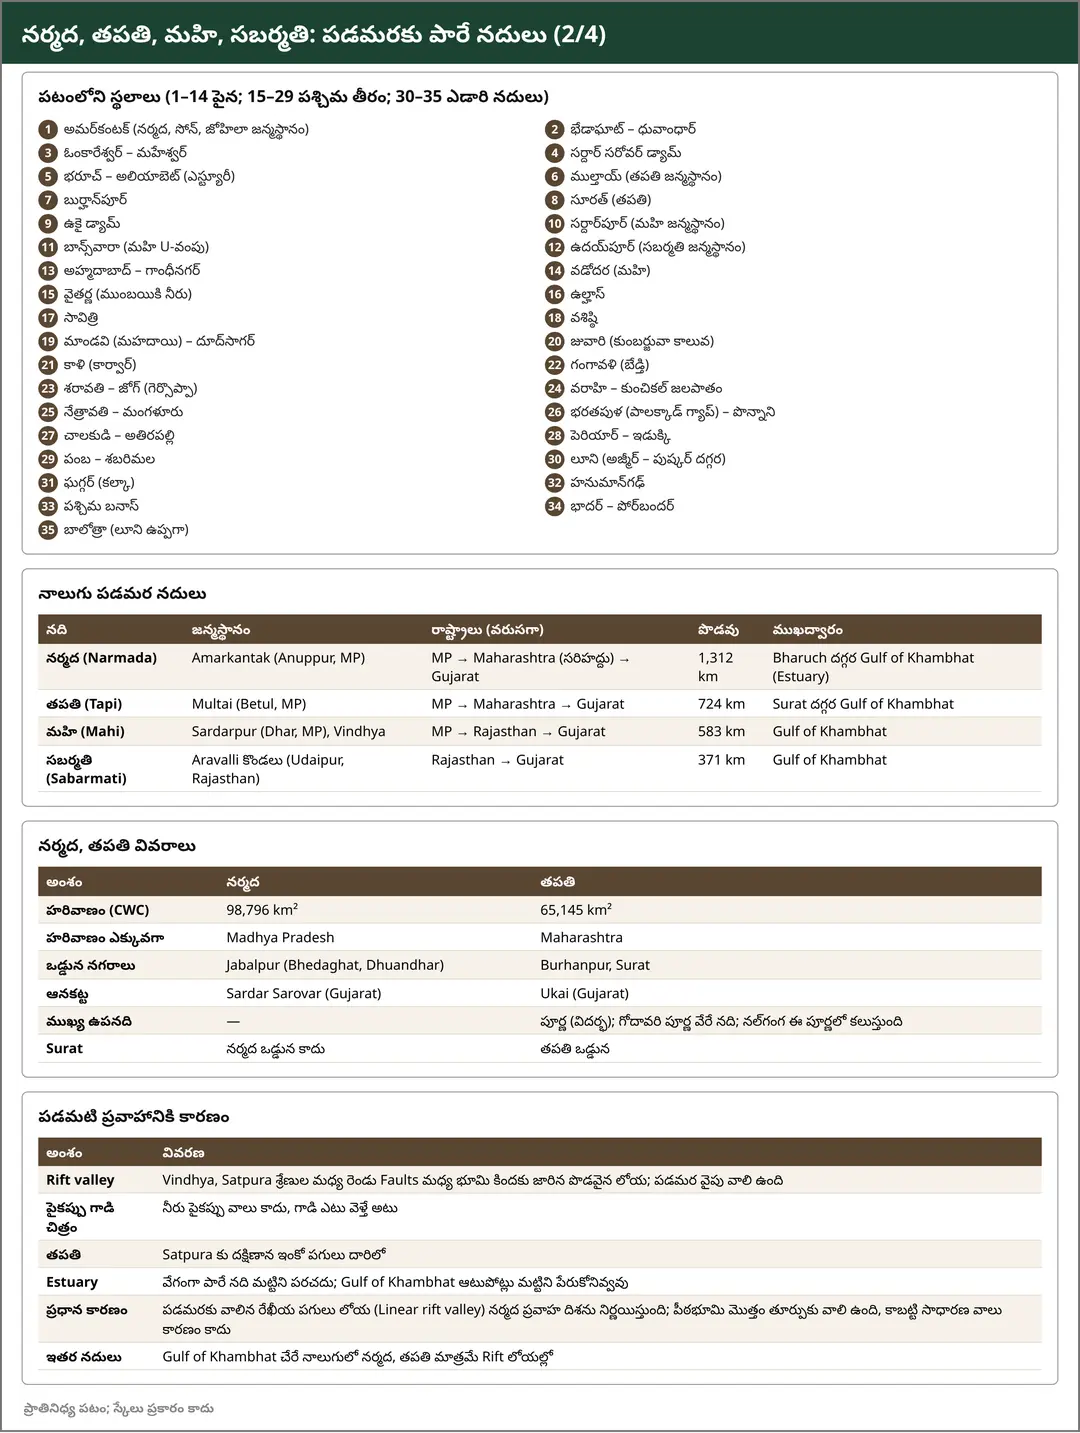 నర్మద, తపతి, మహి, సబర్మతి: పడమరకు పారే నదులు (2/4)
పటంలోని స్థలాలు (1–14 పైన; 15–29 పశ్చిమ తీరం; 30–35 ఎడారి నదులు)
1 అమర్‌కంటక్ (నర్మద, సోన్, జోహిలా జన్మస్థానం)
2 భేడాఘాట్ – ధువాంధార్
3 ఓంకారేశ్వర్ – మహేశ్వర్
4 సర్దార్ సరోవర్ డ్యామ్
5 భరూచ్ – అలియాబెట్ (ఎస్ట్యూరీ)
6 ముల్తాయ్ (తపతి జన్మస్థానం)
7 బుర్హాన్‌పూర్
8 సూరత్ (తపతి)
9 ఉకై డ్యామ్
10 సర్దార్‌పూర్ (మహి జన్మస్థానం)
11 బాన్స్‌వారా (మహి U-వంపు)
12 ఉదయ్‌పూర్ (సబర్మతి జన్మస్థానం)
13 అహ్మదాబాద్ – గాంధీనగర్
14 వడోదర (మహి)
15 వైతర్ణ (ముంబయికి నీరు)
16 ఉల్హాస్
17 సావిత్రి
18 వశిష్ఠి
19 మాండవి (మహదాయి) – దూద్‌సాగర్
20 జువారి (కుంబర్జువా కాలువ)
21 కాళి (కార్వార్)
22 గంగావళి (బేడ్తి)
23 శరావతి – జోగ్ (గెర్సొప్పా)
24 వరాహి – కుంచికల్ జలపాతం
25 నేత్రావతి – మంగళూరు
26 భరతపుళ (పాలక్కాడ్ గ్యాప్) – పొన్నాని
27 చాలకుడి – అతిరపల్లి
28 పెరియార్ – ఇడుక్కి
29 పంబ – శబరిమల
30 లూని (అజ్మీర్ – పుష్కర్ దగ్గర)
31 ఘగ్గర్ (కల్కా)
32 హనుమాన్‌గఢ్
33 పశ్చిమ బనాస్
34 భాదర్ – పోర్‌బందర్
35 బాలోత్రా (లూని ఉప్పగా)
నాలుగు పడమర నదులు
నది జన్మస్థానం రాష్ట్రాలు (వరుసగా) పొడవు ముఖద్వారం
నర్మద (Narmada) Amarkantak (Anuppur, MP) MP → Maharashtra (సరిహద్దు) → Gujarat 1,312 km Bharuch దగ్గర Gulf of Khambhat (Estuary)
తపతి (Tapi) Multai (Betul, MP) MP → Maharashtra → Gujarat 724 km Surat దగ్గర Gulf of Khambhat
మహి (Mahi) Sardarpur (Dhar, MP), Vindhya MP → Rajasthan → Gujarat 583 km Gulf of Khambhat
సబర్మతి (Sabarmati) Aravalli కొండలు (Udaipur, Rajasthan) Rajasthan → Gujarat 371 km Gulf of Khambhat
నర్మద, తపతి వివరాలు
అంశం నర్మద తపతి
హరివాణం (CWC) 98,796 km² 65,145 km²
హరివాణం ఎక్కువగా Madhya Pradesh Maharashtra
ఒడ్డున నగరాలు Jabalpur (Bhedaghat, Dhuandhar) Burhanpur, Surat
ఆనకట్ట Sardar Sarovar (Gujarat) Ukai (Gujarat)
ముఖ్య ఉపనది — పూర్ణ (విదర్భ); గోదావరి పూర్ణ వేరే నది; నల్‌గంగ ఈ పూర్ణలో కలుస్తుంది
Surat నర్మద ఒడ్డున కాదు తపతి ఒడ్డున
పడమటి ప్రవాహానికి కారణం
అంశం వివరణ
Rift valley Vindhya, Satpura శ్రేణుల మధ్య రెండు Faults మధ్య భూమి కిందకు జారిన పొడవైన లోయ; పడమర వైపు వాలి ఉంది
పైకప్పు గాడి చిత్రం నీరు పైకప్పు వాలు కాదు, గాడి ఎటు వెళ్తే అటు
తపతి Satpura కు దక్షిణాన ఇంకో పగులు దారిలో
Estuary వేగంగా పారే నది మట్టిని పరచదు; Gulf of Khambhat ఆటుపోట్లు మట్టిని పేరుకోనివ్వవు
ప్రధాన కారణం పడమరకు వాలిన రేఖీయ పగులు లోయ (Linear rift valley) నర్మద ప్రవాహ దిశను నిర్ణయిస్తుంది; పీఠభూమి మొత్తం తూర్పుకు వాలి ఉంది, కాబట్టి సాధారణ వాలు
కారణం కాదు
ఇతర నదులు Gulf of Khambhat చేరే నాలుగులో నర్మద, తపతి మాత్రమే Rift లోయల్లో
ప్రాతినిధ్య పటం; స్కేలు ప్రకారం కాదు